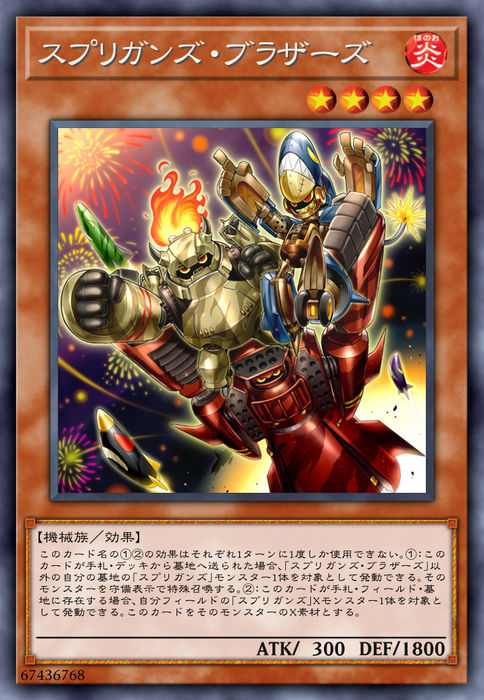 スプリガンズ・ブラザーズ
ほのお
炎
【機械族/効果】
このカード名の①②の効果はそれぞれ1ターンに1度しか使用できない。①:この
カードが手札・デッキから墓地へ送られた場合、「スプリガンズ・ブラザーズ」以
外の自分の墓地の「スプリガンズ」モンスター1体を対象として発動できる。その
モンスターを守備表示で特殊召喚する。②:このカードが手札・フィールド・墓
地に存在する場合、自分フィールドの「スプリガンズ」Xモンスター1体を対象と
して発動できる。このカードをそのモンスターのX素材とする。
ATK/ 300 DEF/1800
67436768